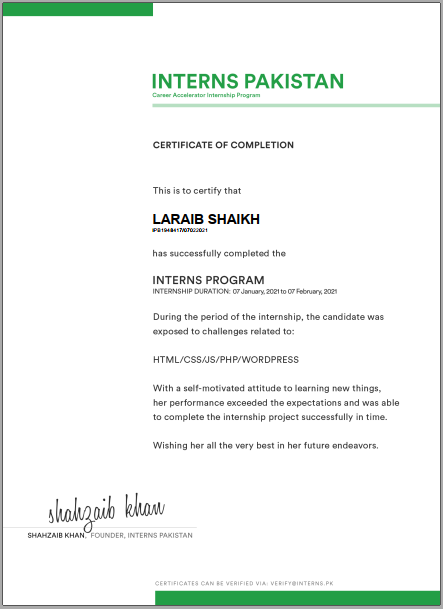 INTERNS PAKISTAN
Career Accelerator Internship Program
CERTIFICATE OF COMPLETION
This is to certify that
LARAIB SHAIKH
IPB1948417/07022021
has successfully completed the
INTERNS PROGRAM
INTERNSHIP DURATION: 07 January, 2021 to 07 February, 2021
During the period of the internship, the candidate was
exposed to challenges related to:
HTML/CSS/JS/PHP/WORDPRESS
With a self-motivated attitude to learning new things,
her performance exceeded the expectations and was able
to complete the internship project successfully in time.
Wishing her all the very best in her future endeavors.
shahzaib khan
SHAHZAIB KHAN, FOUNDER, INTERNS PAKISTAN
CERTIFICATES CAN BE VERIFIED VIA: VERIFY@INTERNS.PK